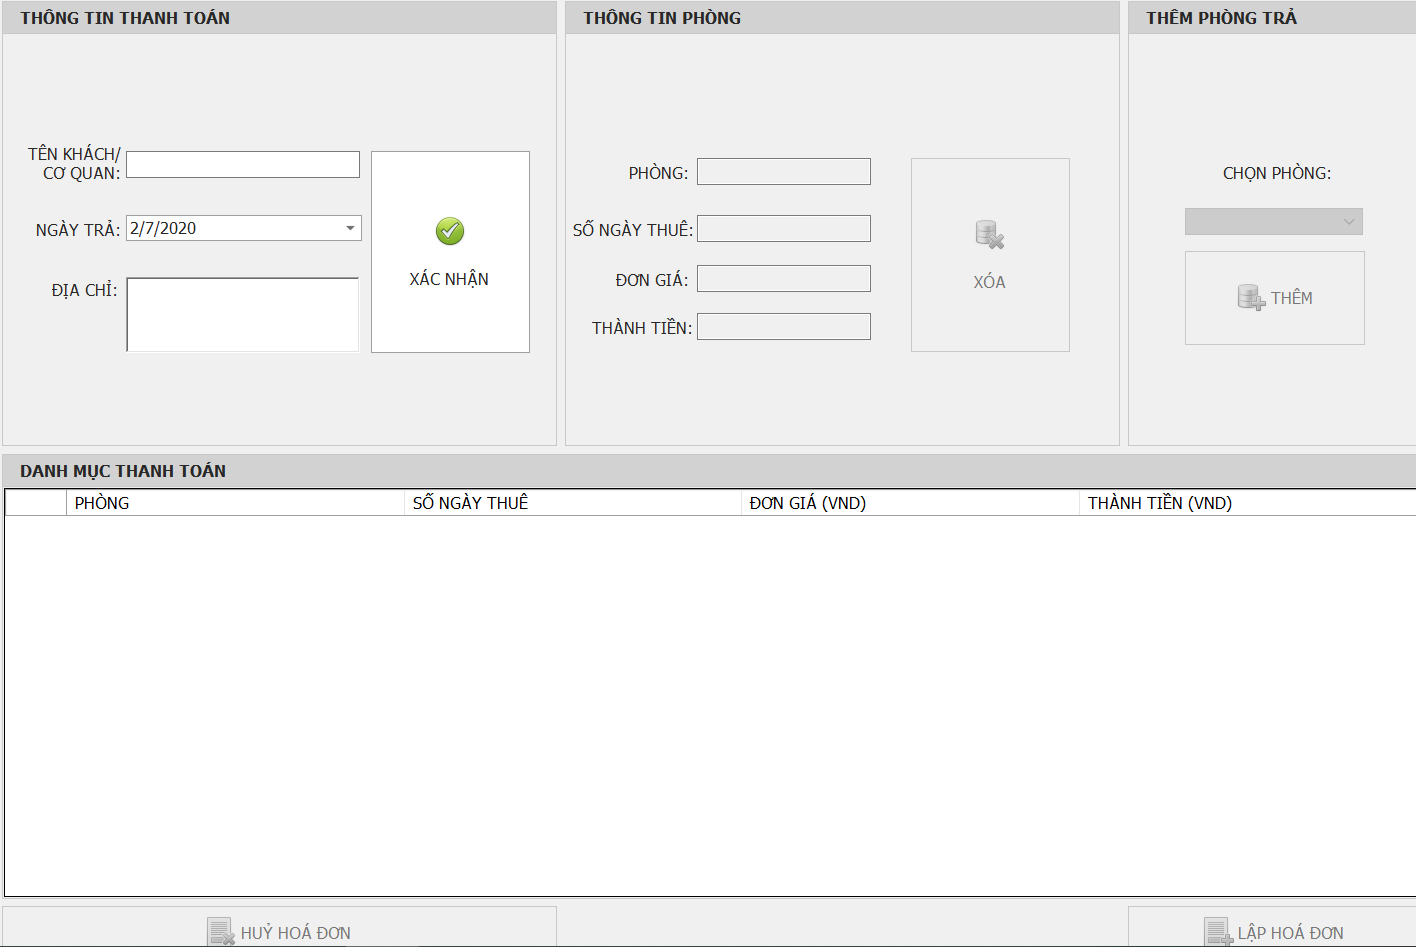 THÔNG TIN THANH TOÁN
TÊN KHÁCH/
CƠ QUAN:
NGÀY TRẢ: 2/7/2020
ĐỊA CHỈ:
XÁC NHẬN
THÔNG TIN PHÒNG
PHÒNG:
SỐ NGÀY THUÊ:
ĐƠN GIÁ:
THÀNH TIỀN:
XÓA
THÊM PHÒNG TRẢ
CHỌN PHÒNG:
THÊM
DANH MỤC THANH TOÁN
PHÒNG SỐ NGÀY THUÊ ĐƠN GIÁ (VND) THÀNH TIỀN (VND)
HUỶ HOÁ ĐƠN
LẬP HOÁ ĐƠN